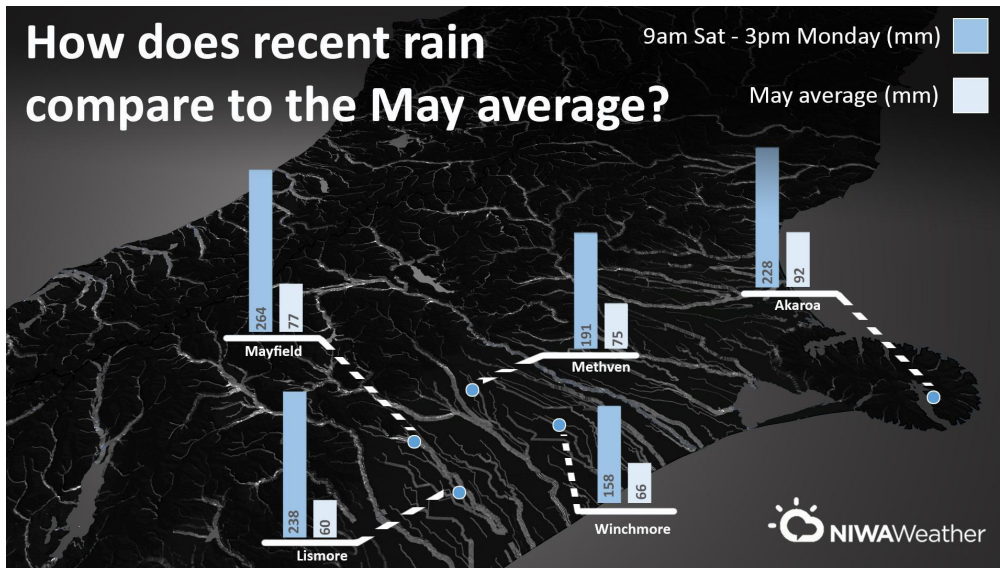 How does recent rain
compare to the May average?
9am Sat - 3pm Monday (mm)
May average (mm)
264
77
Mayfield
191
75
Methven
228
92
Akaroa
238
60
Lismore
158
66
Winchmore
NIWAWeather